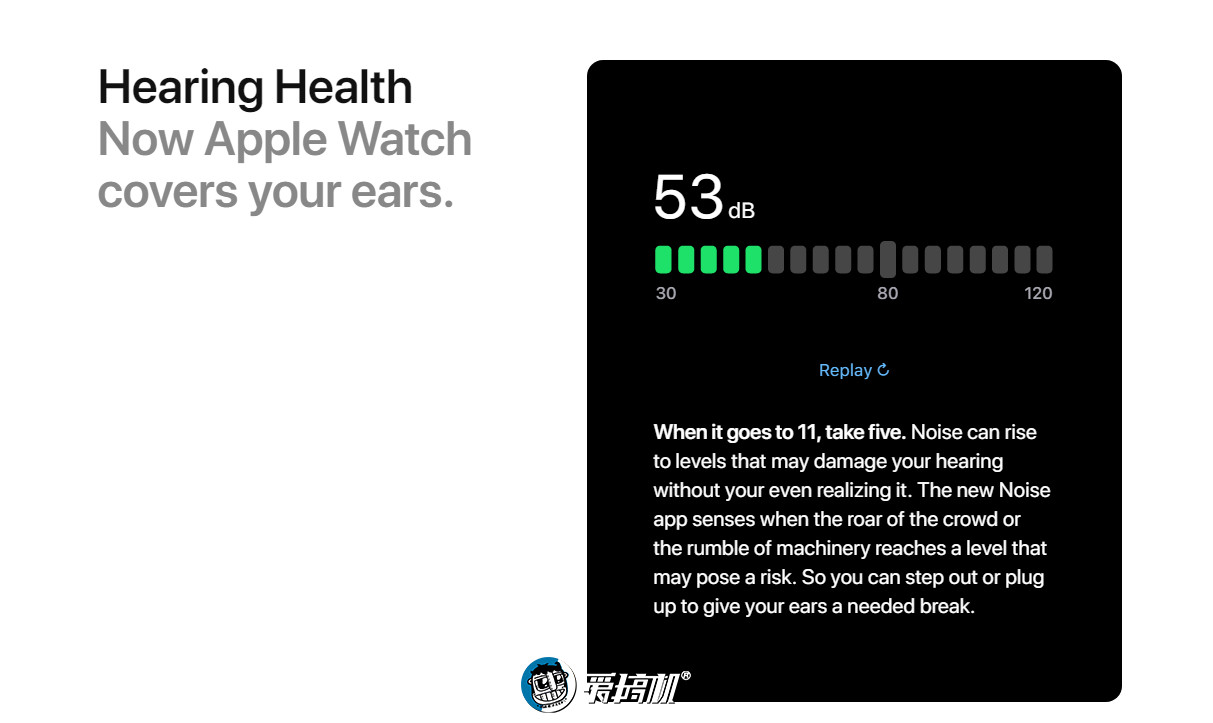 Hearing Health
Now Apple Watch
covers your ears.
53 dB
30 80 120
Replay
When it goes to 11, take five. Noise can rise
to levels that may damage your hearing
without your even realizing it. The new Noise
app senses when the roar of the crowd or
the rumble of machinery reaches a level that
may pose a risk. So you can step out or plug
up to give your ears a needed break.
爱搞机®